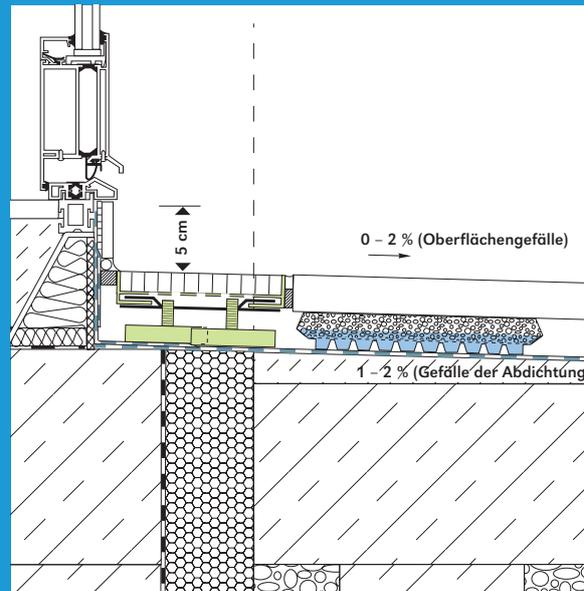 5 cm
0 – 2 % (Oberflächengefälle)
1 – 2 % (Gefälle der Abdichtung